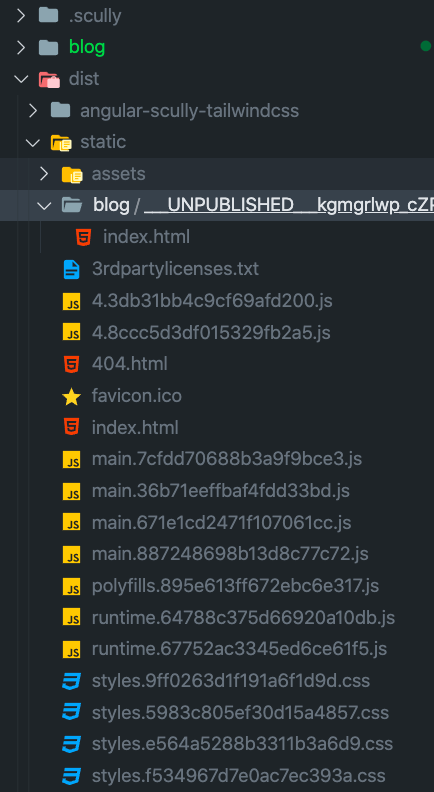 .scully
blog
dist
angular-scully-tailwindcss
static
assets
blog / ___UNPUBLISHED___kgmgrlwp_cZF
index.html
3rdpartylicenses.txt
4.3db31bb4c9cf69afd200.js
4.8ccc5d3df015329fb2a5.js
404.html
favicon.ico
index.html
main.7cfdd70688b3a9f9bce3.js
main.36b71eeffbaf4fdd33bd.js
main.671e1cd2471f107061cc.js
main.887248698b13d8c77c72.js
polyfills.895e613ff672ebc6e317.js
runtime.64788c375d66920a10db.js
runtime.67752ac3345ed6ce61f5.js
styles.9ff0263d1f191a6f1d9d.css
styles.5983c805ef30d15a4857.css
styles.e564a5288b3311b3a6d9.css
styles.f534967d7e0ac7ec393a.css